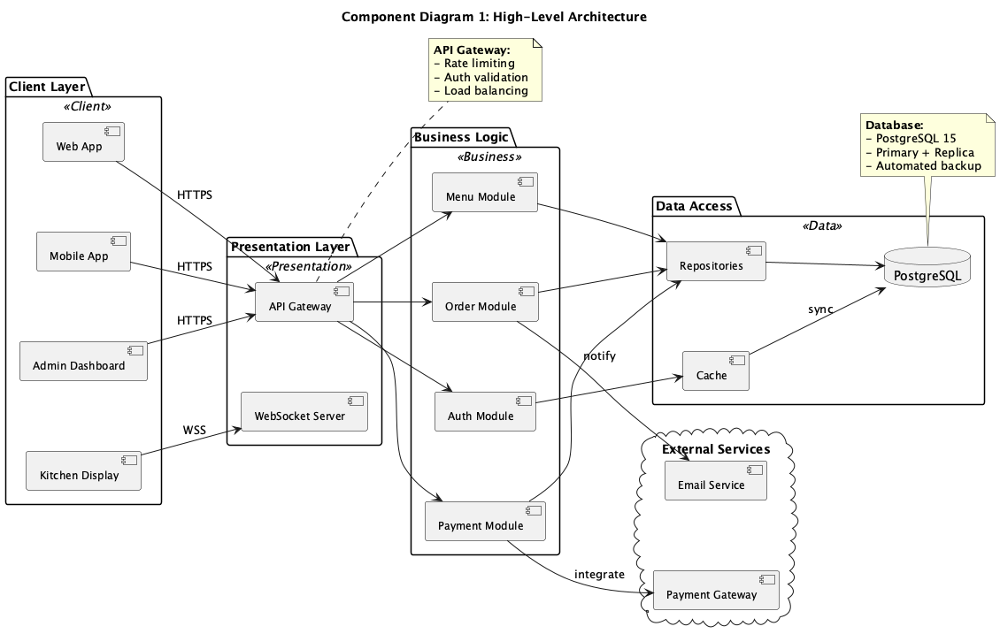 Component Diagram 1: High-Level Architecture
API Gateway:
- Rate limiting
- Auth validation
- Load balancing
Client Layer
«Client»
Web App
HTTPS
Mobile App
HTTPS
HTTPS
Admin Dashboard
WSS
Kitchen Display
Presentation Layer
«Presentation»
API Gateway
WebSocket Server
Business Logic
«Business»
Menu Module
Order Module
Auth Module
Payment Module
notify
integrate
Database:
- PostgreSQL 15
- Primary + Replica
- Automated backup
Data Access
«Data»
Repositories
PostgreSQL
sync
Cache
External Services
Email Service
Payment Gateway